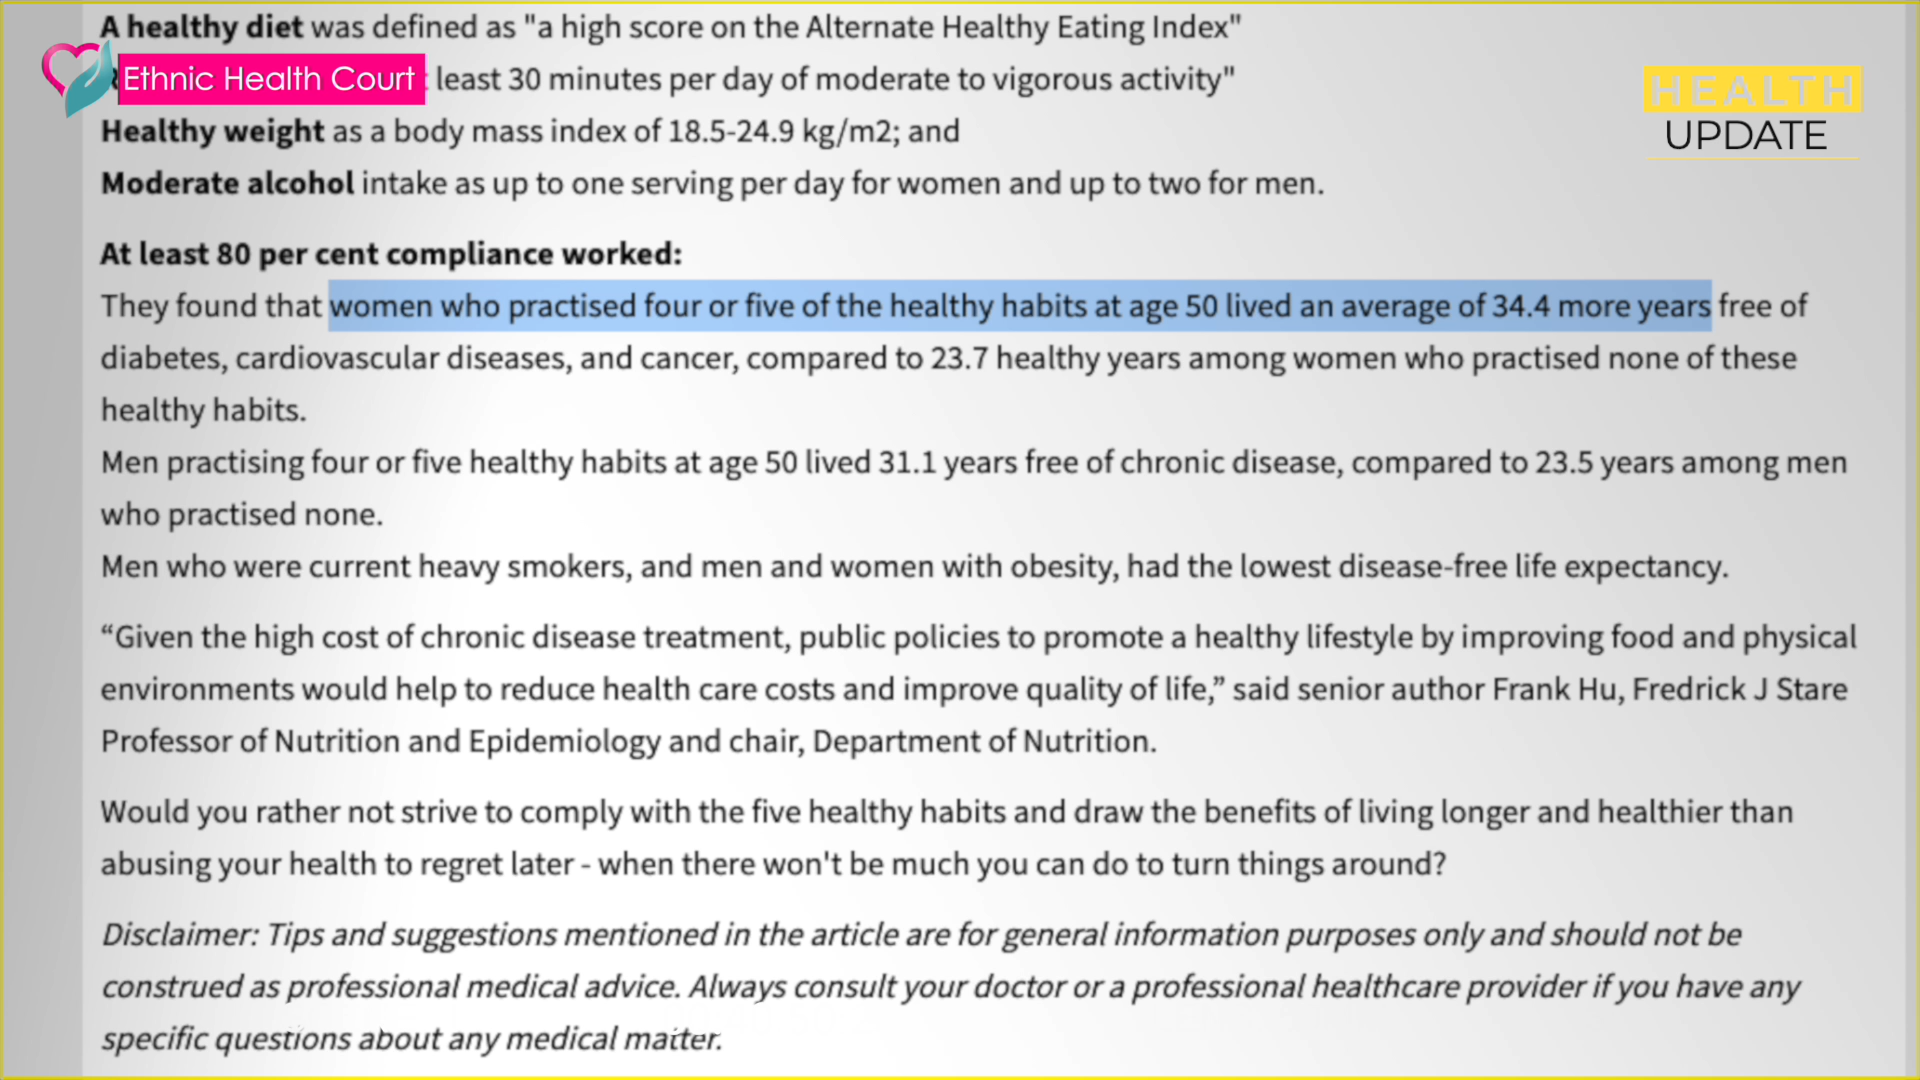 A healthy diet was defined as "a high score on the Alternate Healthy Eating Index"
Ethnic Health Court
least 30 minutes per day of moderate to vigorous activity"
HEALTH
UPDATE
Healthy weight as a body mass index of 18.5-24.9 kg/m2; and
Moderate alcohol intake as up to one serving per day for women and up to two for men.
At least 80 per cent compliance worked:
They found that women who practised four or five of the healthy habits at age 50 lived an average of 34.4 more years free of
diabetes, cardiovascular diseases, and cancer, compared to 23.7 healthy years among women who practised none of these
healthy habits.
Men practising four or five healthy habits at age 50 lived 31.1 years free of chronic disease, compared to 23.5 years among men
who practised none.
Men who were current heavy smokers, and men and women with obesity, had the lowest disease-free life expectancy.
“Given the high cost of chronic disease treatment, public policies to promote a healthy lifestyle by improving food and physical
environments would help to reduce health care costs and improve quality of life,” said senior author Frank Hu, Fredrick J Stare
Professor of Nutrition and Epidemiology and chair, Department of Nutrition.
Would you rather not strive to comply with the five healthy habits and draw the benefits of living longer and healthier than
abusing your health to regret later - when there won't be much you can do to turn things around?
Disclaimer: Tips and suggestions mentioned in the article are for general information purposes only and should not be
construed as professional medical advice. Always consult your doctor or a professional healthcare provider if you have any
specific questions about any medical matter.